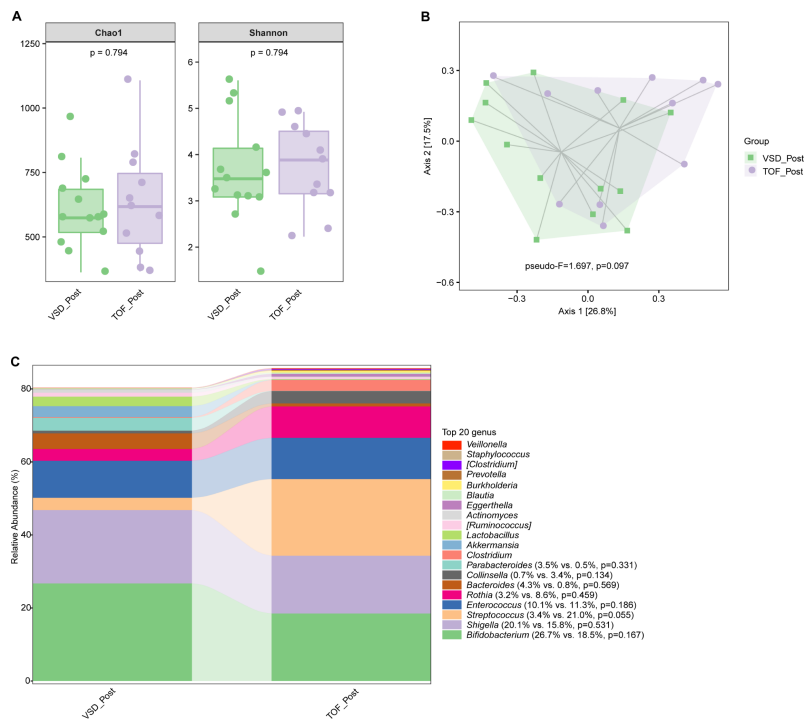 A
Chao1
Shannon
p = 0.794
p = 0.794
1250
1000
750
500
6
5
4
3
2
VSD_Post
TOF_Post
VSD_Post
TOF_Post
B
0.3
0.0
−0.3
−0.6
Axis 2 [17.5%]
pseudo-F=1.697, p=0.097
−0.3
0.0
0.3
Axis 1 [26.8%]
Group
VSD_Post
TOF_Post
C
80
60
40
20
0
Relative Abundance (%)
VSD_Post
TOF_Post
Top 20 genus
Veillonella
Staphylococcus
[Clostridium]
Prevotella
Burkholderia
Blautia
Eggerthella
Actinomyces
[Ruminococcus]
Lactobacillus
Akkermansia
Clostridium
Parabacteroides (3.5% vs. 0.5%, p=0.331)
Collinsella (0.7% vs. 3.4%, p=0.134)
Bacteroides (4.3% vs. 0.8%, p=0.569)
Rothia (3.2% vs. 8.6%, p=0.459)
Enterococcus (10.1% vs. 11.3%, p=0.186)
Streptococcus (3.4% vs. 21.0%, p=0.055)
Shigella (20.1% vs. 15.8%, p=0.531)
Bifidobacterium (26.7% vs. 18.5%, p=0.167)